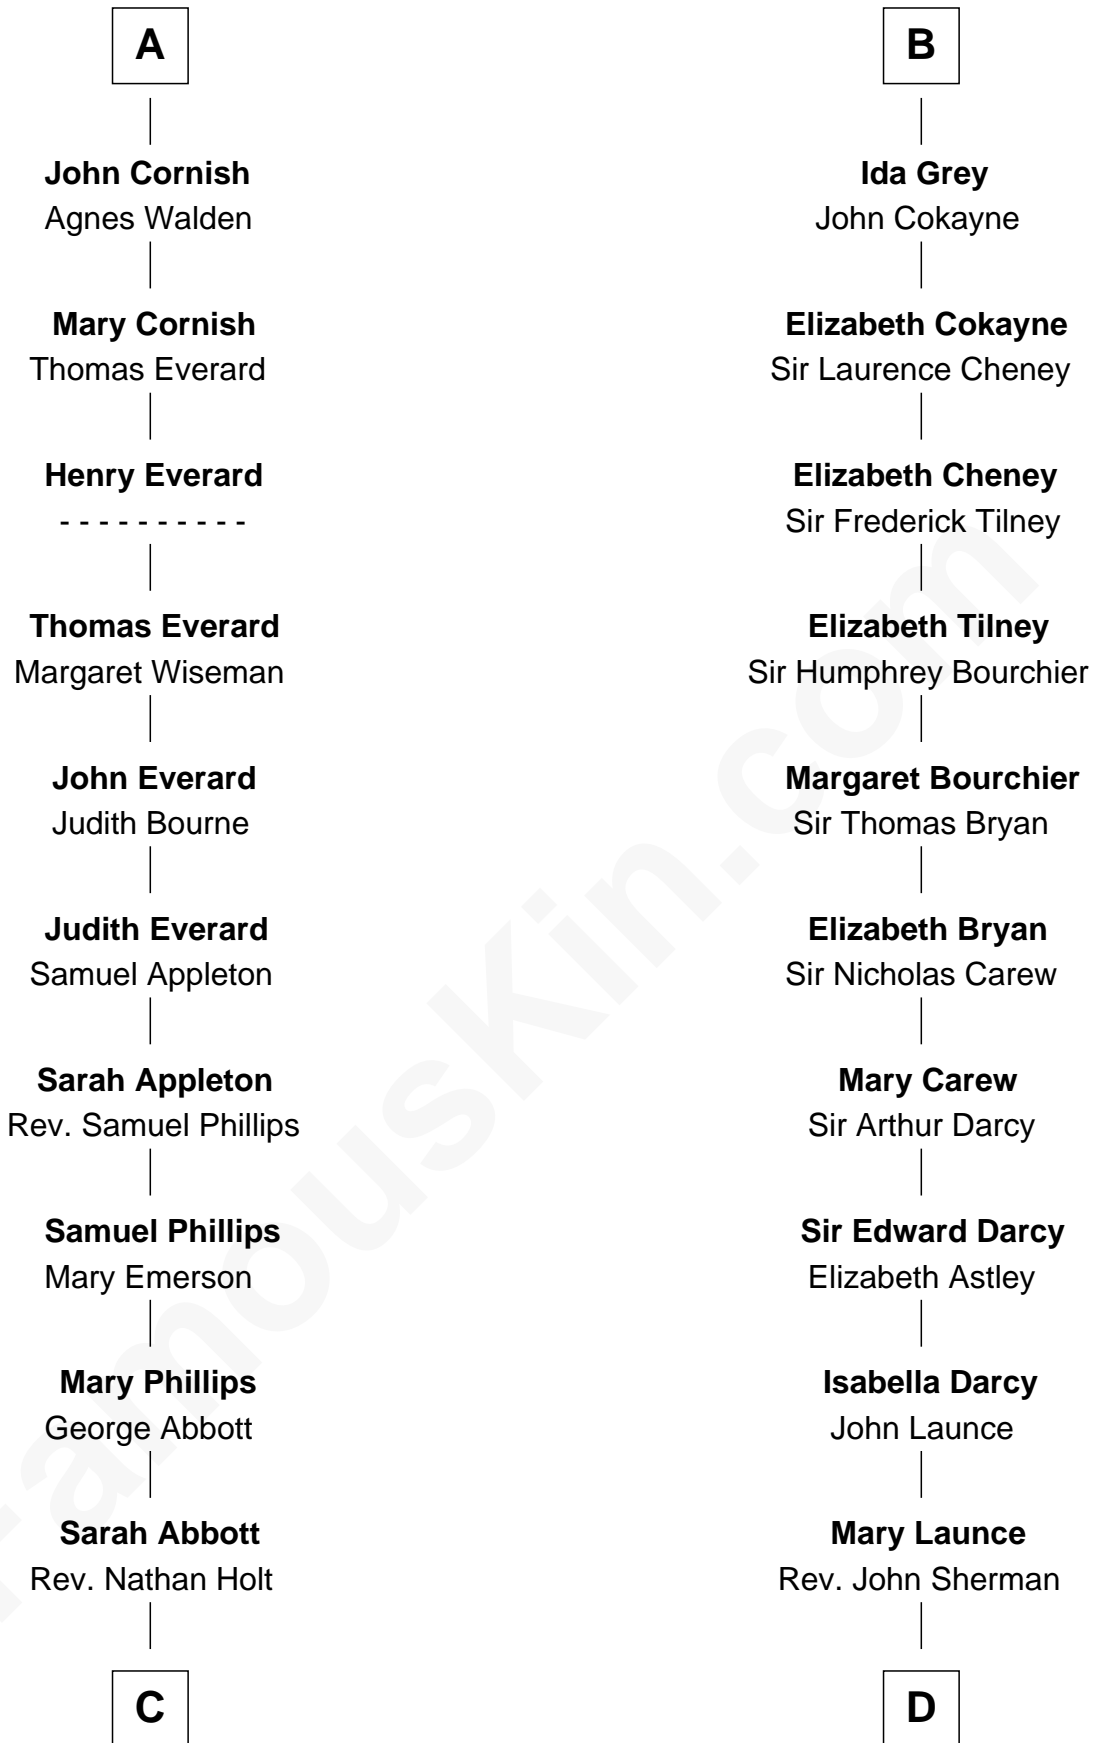 A
John Cornish
Agnes Walden
Mary Cornish
Thomas Everard
Henry Everard
- - - - - - - - - -
Thomas Everard
Margaret Wiseman
John Everard
Judith Bourne
Judith Everard
Samuel Appleton
Sarah Appleton
Rev. Samuel Phillips
Samuel Phillips
Mary Emerson
Mary Phillips
George Abbott
Sarah Abbott
Rev. Nathan Holt
C
B
Ida Grey
John Cokayne
Elizabeth Cokayne
Sir Laurence Cheney
Elizabeth Cheney
Sir Frederick Tilney
Elizabeth Tilney
Sir Humphrey Bourchier
Margaret Bourchier
Sir Thomas Bryan
Elizabeth Bryan
Sir Nicholas Carew
Mary Carew
Sir Arthur Darcy
Sir Edward Darcy
Elizabeth Astley
Isabella Darcy
John Launce
Mary Launce
Rev. John Sherman
D
FamousKin.com